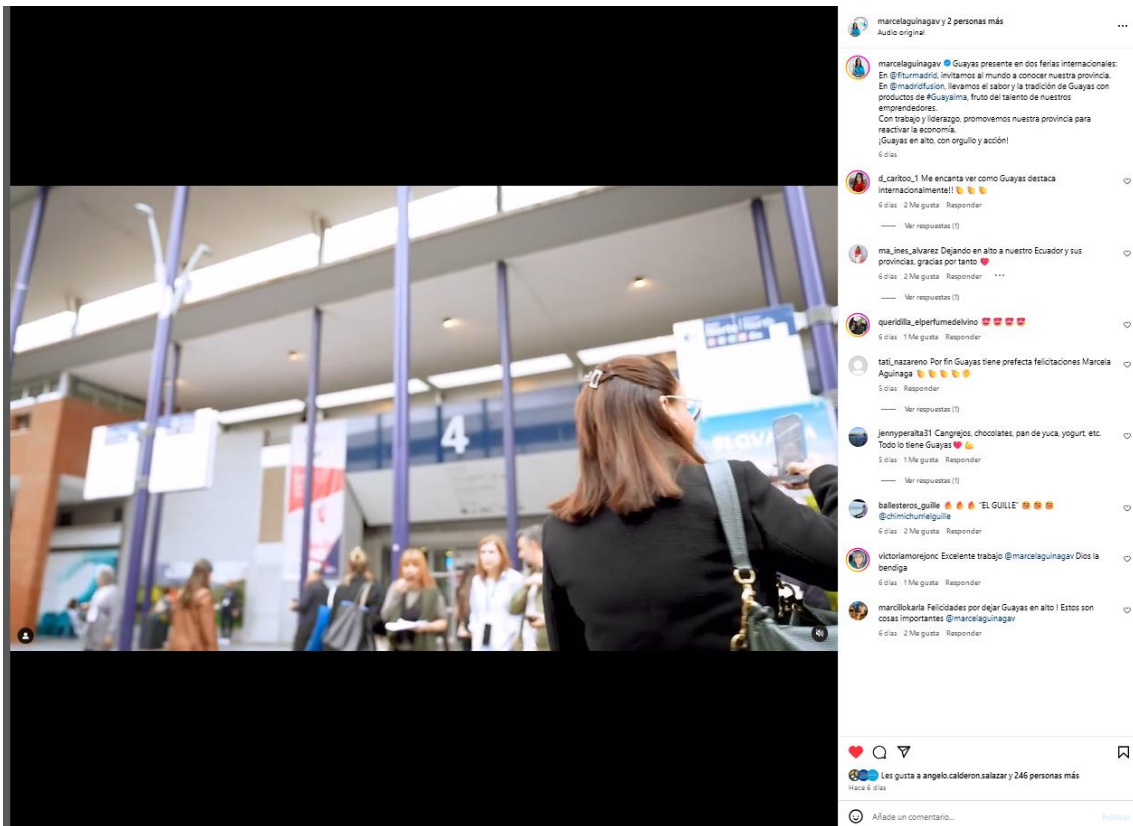 marcelaguinagav y 2 personas más
Audio original
marcelaguinagav Guayas presente en dos ferias internacionales:
En @fiturmadrid, invitamos al mundo a conocer nuestra provincia.
En @madridfusion, llevamos el sabor y la tradición de Guayas con
productos de #Guayaima, fruto del talento de nuestros
emprendedores.
Con trabajo y liderazgo, promovemos nuestra provincia para
reactivar la economía.
¡Guayas en alto, con orgullo y acción!
6 días
d_caritoo_1 Me encanta ver como Guayas destaca
internacionalmente!! 👏👏👏
6 días 2 Me gusta Responder
Ver respuestas (1)
ma_ines_alvarez Dejando en alto a nuestro Ecuador y sus
provincias, gracias por tanto ❤️
6 días 2 Me gusta Responder ···
Ver respuestas (1)
queridilla_elperfumedelvino
6 días 1 Me gusta Responder
tati_nazareno Por fin Guayas tiene prefecta felicitaciones Marcela
Aguinaga 👏👏👏👏👏
5 días Responder
Ver respuestas (1)
jennyperalta31 Cangrejos, chocolates, pan de yuca, yogurt, etc.
Todo lo tiene Guayas ❤️💪
5 días 1 Me gusta Responder
Ver respuestas (1)
ballesteros_guille 🔥🔥🔥 "EL GUILLE"
@chimichurrielguille
6 días 2 Me gusta Responder
victoriamorejonc Excelente trabajo @marcelaguinagav Dios la
bendiga
6 días 1 Me gusta Responder
marcillokarla Felicidades por dejar Guayas en alto ! Estos son
cosas importantes @marcelaguinagav
6 días 2 Me gusta Responder
Les gusta a angelo.calderon.salazar y 246 personas más
Hace 6 días
Añade un comentario...
Publicar
4